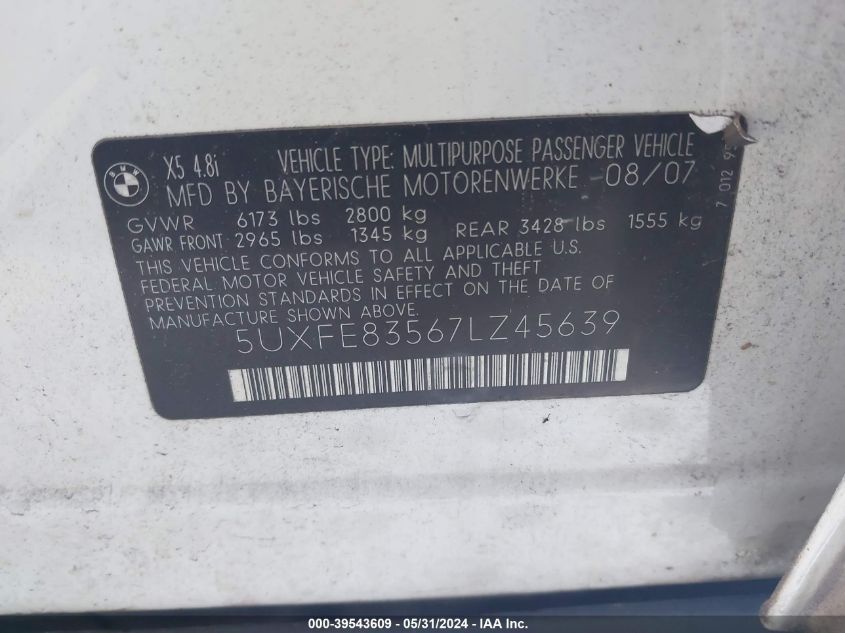 BMW
X5 4.8i VEHICLE TYPE: MULTIPURPOSE PASSENGER VEHICLE
MFD BY BAYERISCHE MOTORENWERKE 08/07
GVWR 6173 lbs 2800 kg
GAWR FRONT: 2965 lbs 1345 kg REAR 3428 lbs 1555 kg
THIS VEHICLE CONFORMS TO ALL APPLICABLE U.S.
FEDERAL MOTOR VEHICLE SAFETY AND THEFT
PREVENTION STANDARDS IN EFFECT ON THE DATE OF
MANUFACTURE SHOWN ABOVE.
5UXFE83567LZ45639
7 012
000-39543609 - 05/31/2024 - IAA Inc.